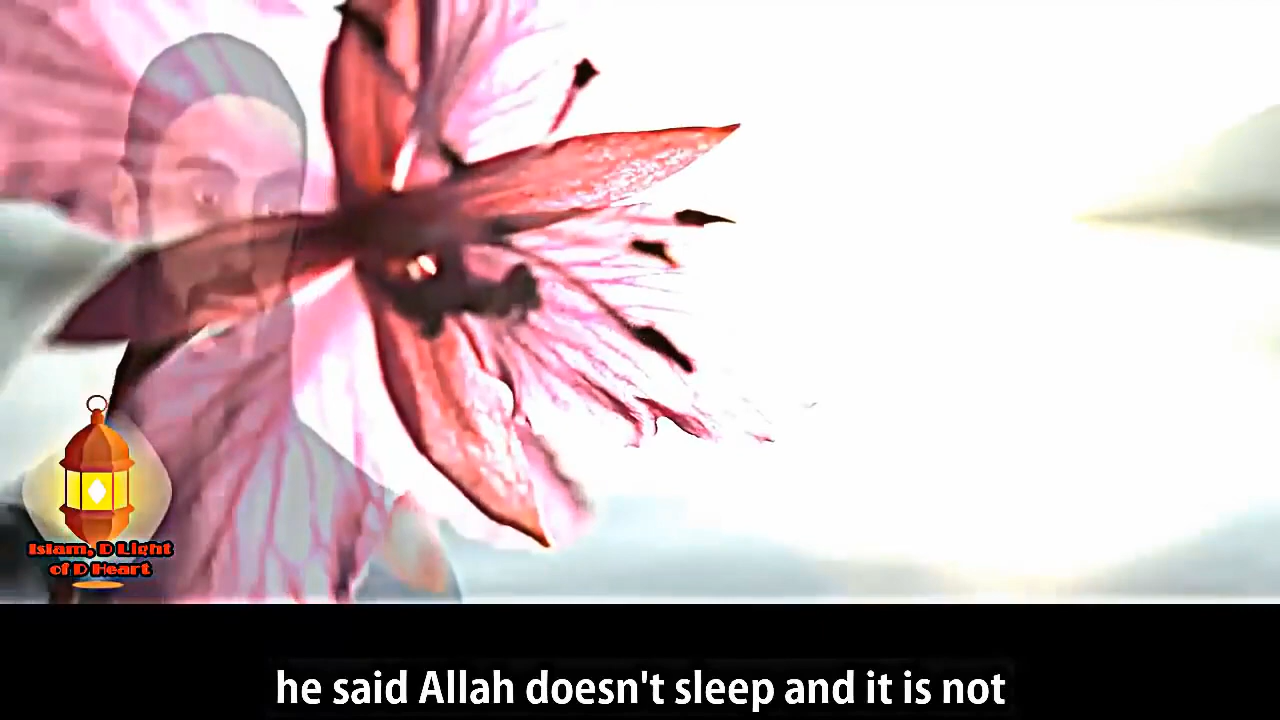 Islam, D Light
of D Heart
he said Allah doesn't sleep and it is not